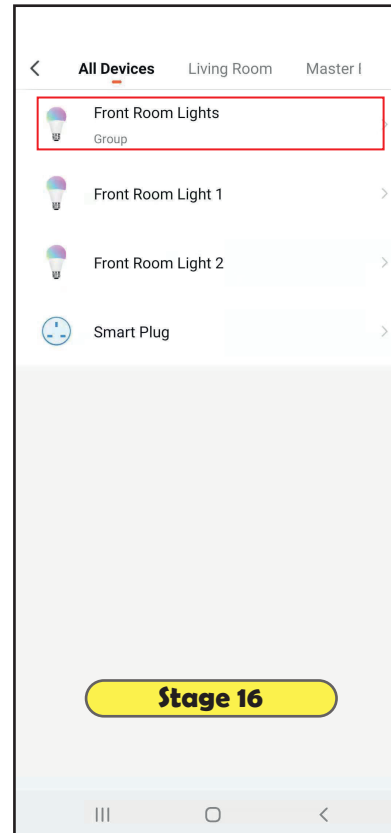 All Devices Living Room Master
Front Room Lights
Group
Front Room Light 1
Front Room Light 2
Smart Plug
Stage 16